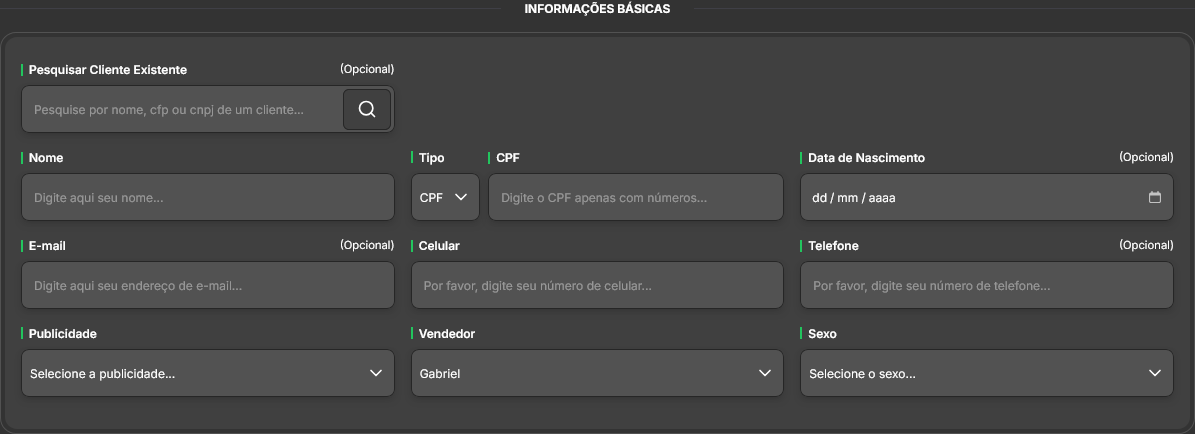 INFORMAÇÕES BÁSICAS
Pesquisar Cliente Existente (Opcional)
Pesquise por nome, cfp ou cnpj de um cliente...
Nome Tipo CPF Data de Nascimento (Opcional)
Digite aqui seu nome... CPF Digite o CPF apenas com números... dd / mm / aaaa
E-mail (Opcional) Celular Telefone (Opcional)
Digite aqui seu endereço de e-mail... Por favor, digite seu número de celular... Por favor, digite seu número de telefone...
Publicidade Vendedor Sexo
Selecione a publicidade... Gabriel Selecione o sexo...